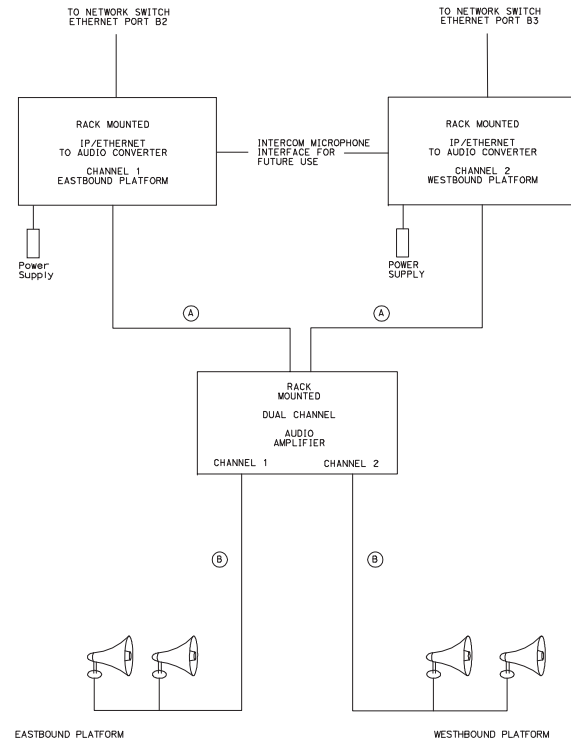 TO NETWORK SWITCH
ETHERNET PORT B2
TO NETWORK SWITCH
ETHERNET PORT B3
RACK MOUNTED
IP/ETHERNET
TO AUDIO CONVERTER
CHANNEL 1
EASTBOUND PLATFORM
INTERCOM MICROPHONE
INTERFACE FOR
FUTURE USE
RACK MOUNTED
IP/ETHERNET
TO AUDIO CONVERTER
CHANNEL 2
WESTBOUND PLATFORM
Power
Supply
POWER
SUPPLY
A
A
RACK
MOUNTED
DUAL CHANNEL
AUDIO
AMPLIFIER
CHANNEL 1
CHANNEL 2
B
B
EASTBOUND PLATFORM
WESTHBOUND PLATFORM